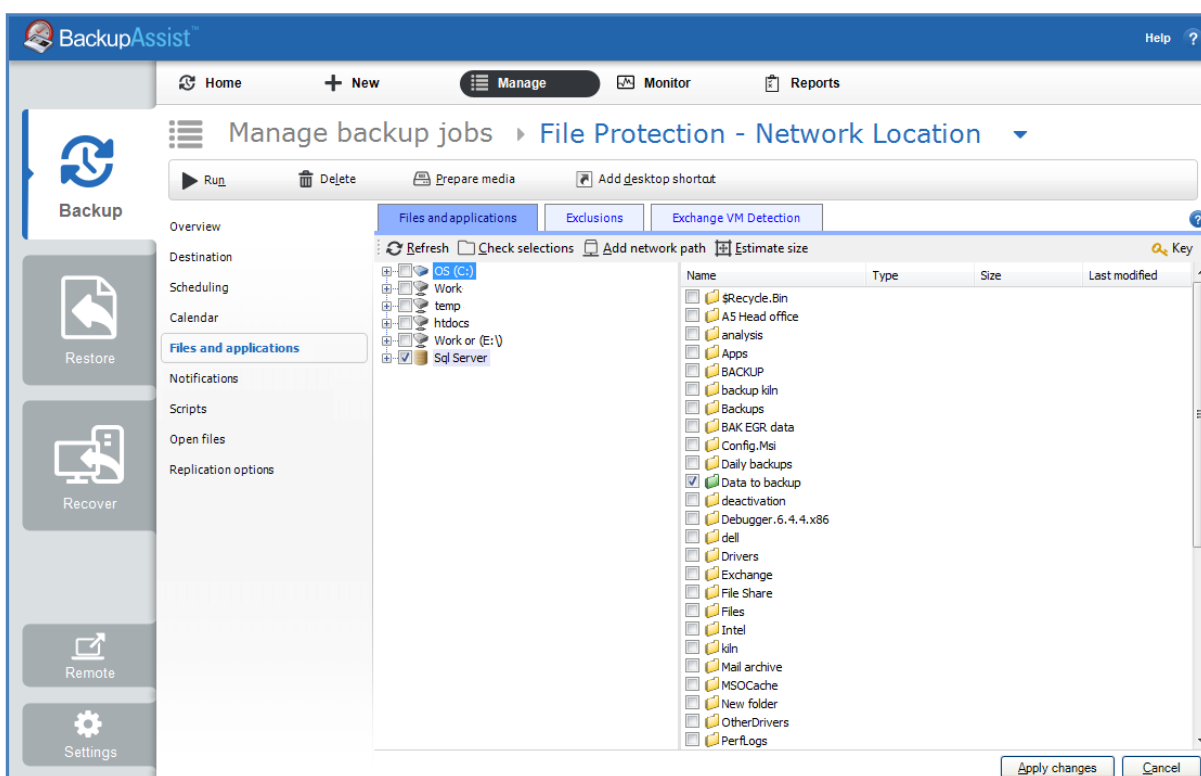 BackupAssist™
Help ?
Home
New
Manage
Monitor
Reports
Manage backup jobs
File Protection - Network Location
Run
Delete
Prepare media
Add desktop shortcut
Backup
Restore
Recover
Remote
Settings
Overview
Destination
Scheduling
Calendar
Files and applications
Notifications
Scripts
Open files
Replication options
Files and applications
Exclusions
Exchange VM Detection
?
Refresh
Check selections
Add network path
Estimate size
Key
OS (C:)
Work
temp
htdocs
Work or (E:\)
Sql Server
Name
Type
Size
Last modified
$Recycle.Bin
A5 Head office
analysis
Apps
BACKUP
backup kiln
Backups
BAK EGR data
Config.Msi
Daily backups
Data to backup
deactivation
Debugger.6.4.4.x86
dell
Drivers
Exchange
File Share
Files
Intel
kiln
Mail archive
MSOCache
New folder
OtherDrivers
PerfLogs
Apply changes
Cancel